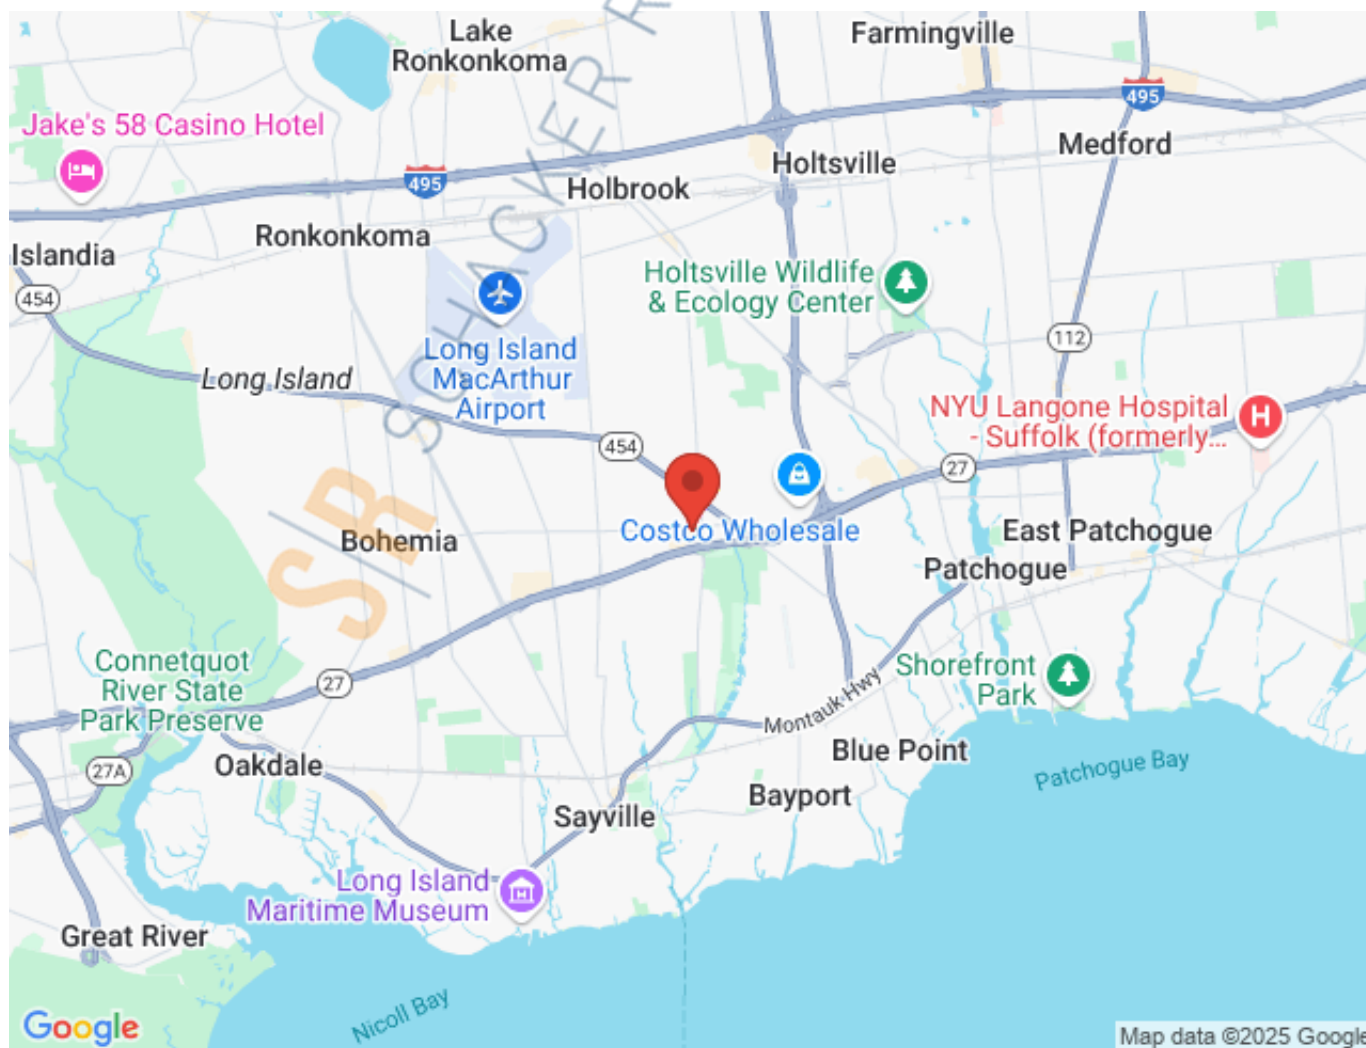 Lake
Ronkonkoma
Farmingville
495
Jake's 58 Casino Hotel
Medford
Holtsville
495
Holbrook
Ronkonkoma
Islandia
454
Holtsville Wildlife
& Ecology Center
112
Long Island
MacArthur
Airport
Long Island
NYU Langone Hospital
- Suffolk (formerly...
454
27
Costco Wholesale
East Patchogue
Bohemia
Patchogue
Connetquot
River State
Park Preserve
27
Shorefront
Park
Montauk Hwy
Blue Point
27A
Oakdale
Patchogue Bay
Bayport
Sayville
Long Island
Maritime Museum
Great River
Nicoll Bay
Google
Map data ©2025 Google
SR SCHACKER R